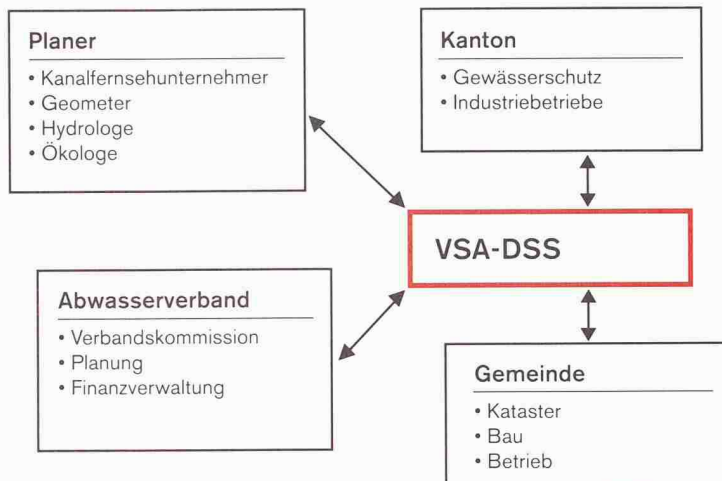 Planer
• Kanalfernsehunternehmer
• Geometer
• Hydrologe
• Ökologe
Kanton
• Gewässerschutz
• Industriebetriebe
VSA-DSS
Abwasserverband
• Verbandskommission
• Planung
• Finanzverwaltung
Gemeinde
• Kataster
• Bau
• Betrieb